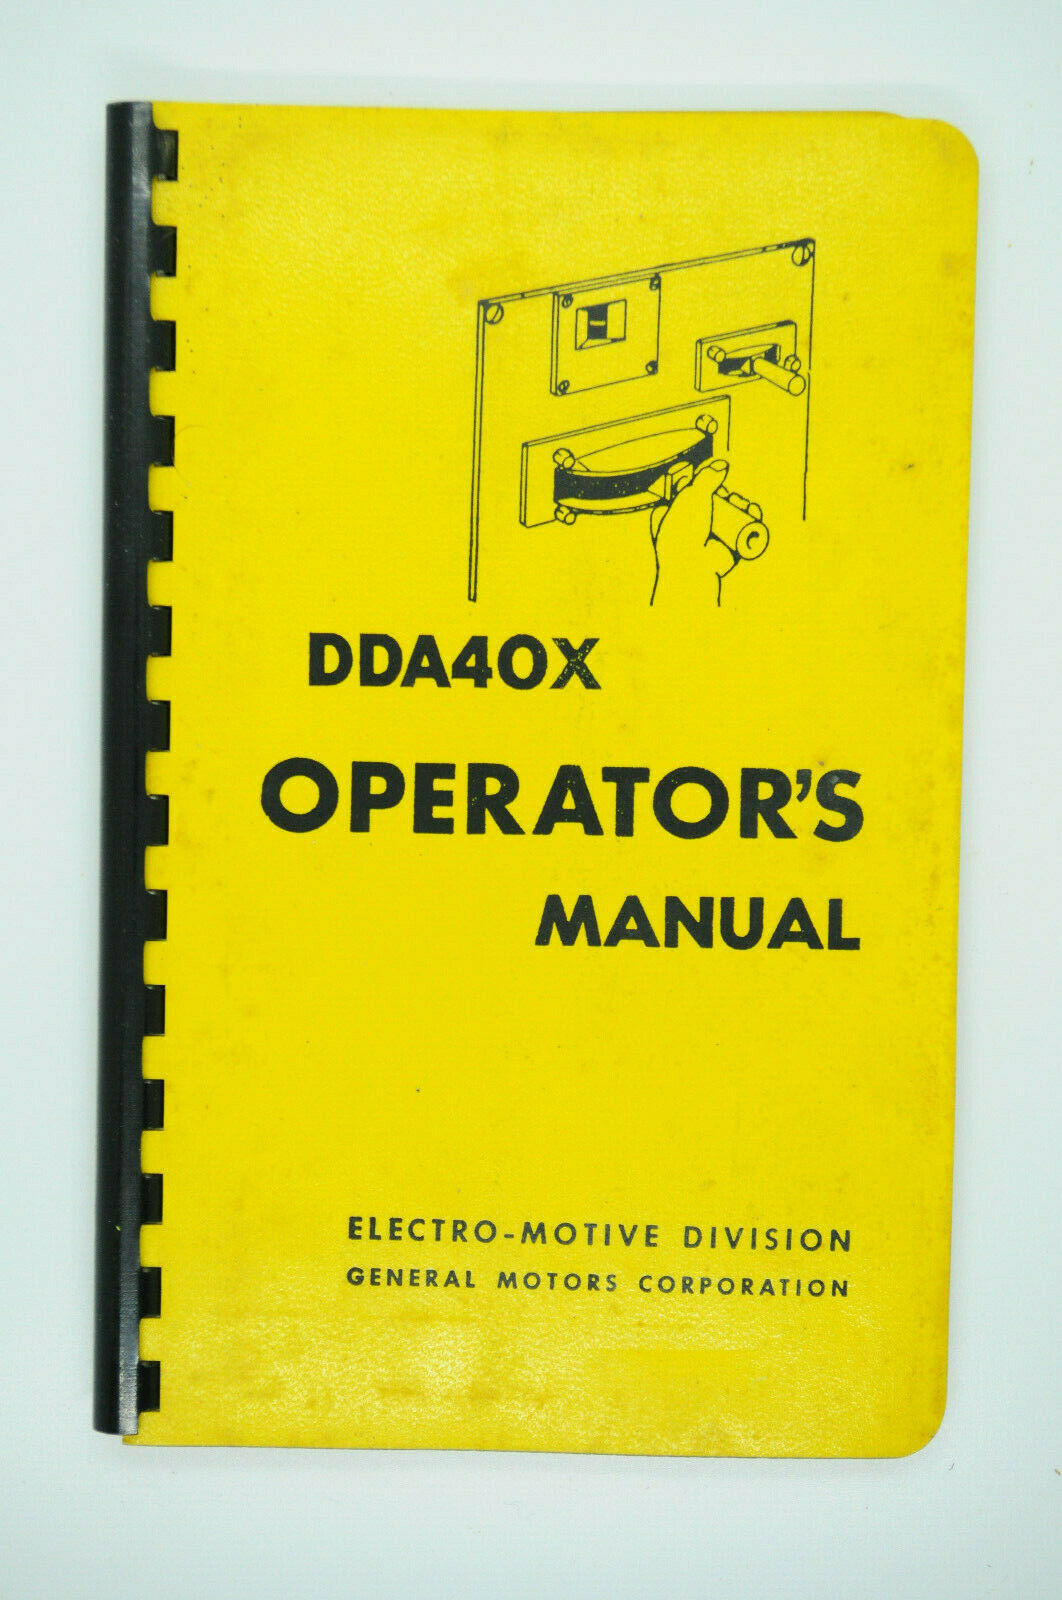 DDA40X
OPERATOR'S
MANUAL
ELECTRO-MOTIVE DIVISION
GENERAL MOTORS CORPORATION